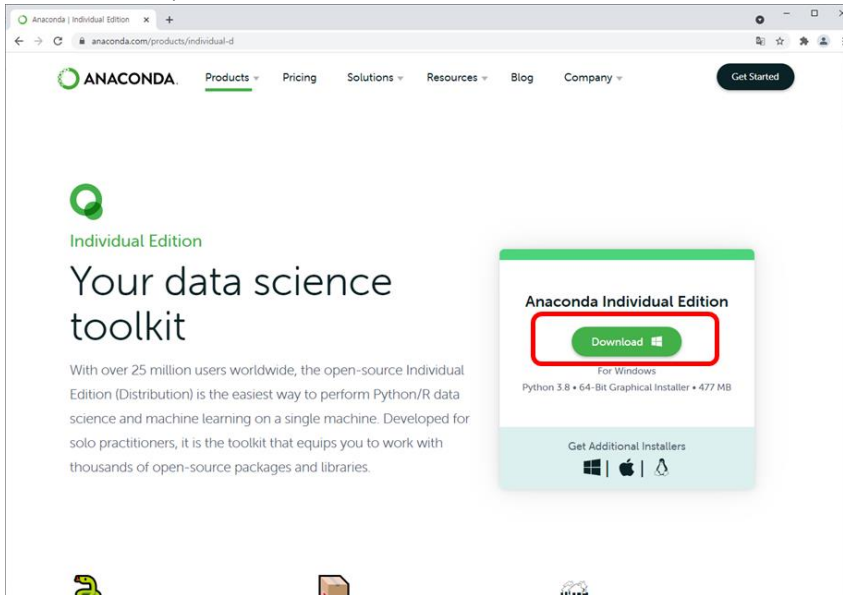 Anaconda | Individual Edition
anaconda.com/products/individual-d
ANACONDA.
Products
Pricing
Solutions
Resources
Blog
Company
Get Started
Individual Edition
Your data science
toolkit
With over 25 million users worldwide, the open-source Individual
Edition (Distribution) is the easiest way to perform Python/R data
science and machine learning on a single machine. Developed for
solo practitioners, it is the toolkit that equips you to work with
thousands of open-source packages and libraries.
Anaconda Individual Edition
Download
For Windows
Python 3.8 • 64-Bit Graphical Installer • 477 MB
Get Additional Installers